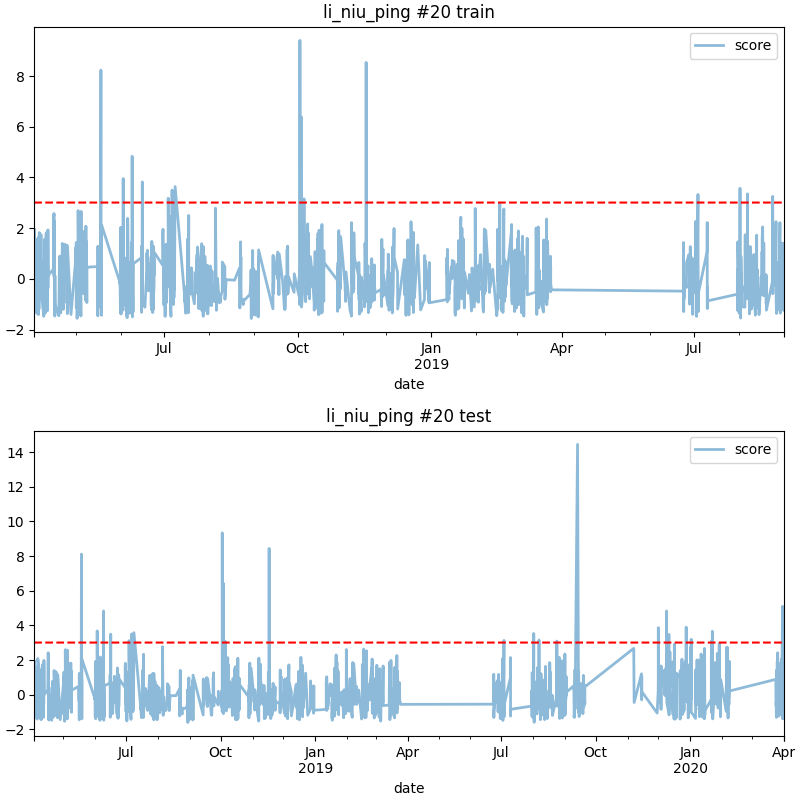 li_niu_ping #20 train
score
8
6
4
2
0
−2
Jul Oct Jan Apr Jul
2019
date
li_niu_ping #20 test
score
14
12
10
8
6
4
2
0
−2
Jul Oct Jan Apr Jul Oct Jan Apr
2019 2020
date